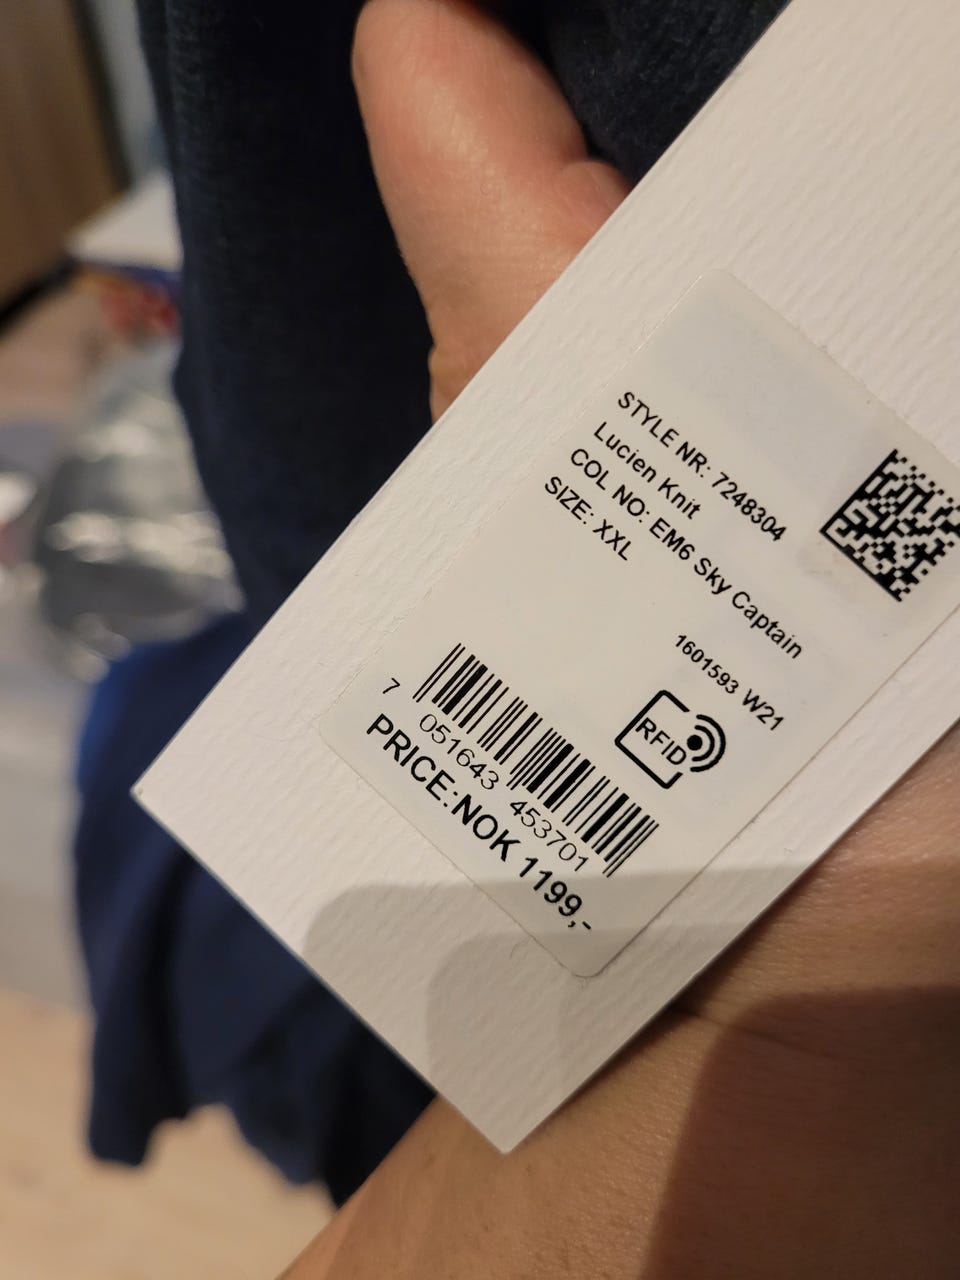 STYLE NR: 7248304
Lucien Knit
COL NO: EM6 Sky Captain
SIZE: XXL
1601593 W21
RFID
7 051643 453701
PRICE:NOK 1199,-